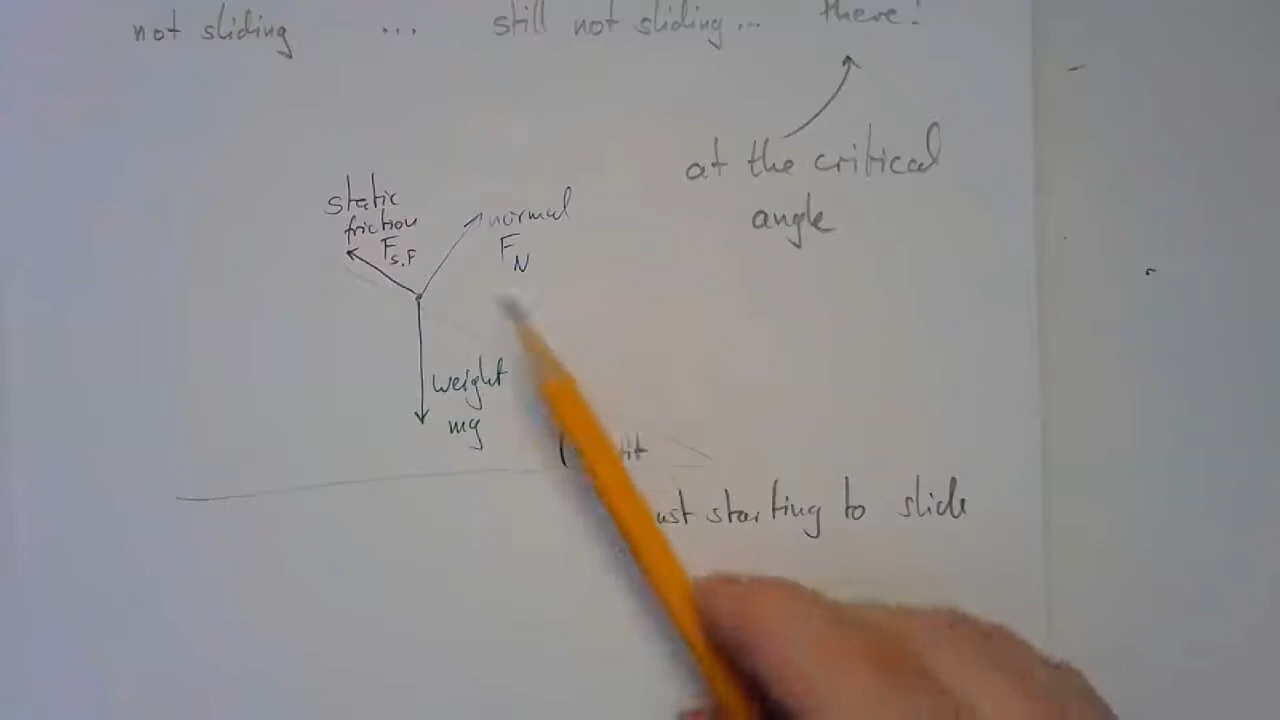 not sliding ... still not sliding... there!
at the critical
angle
static
friction
F_S.F
normal
F_N
weight
mg
ust starting to slide